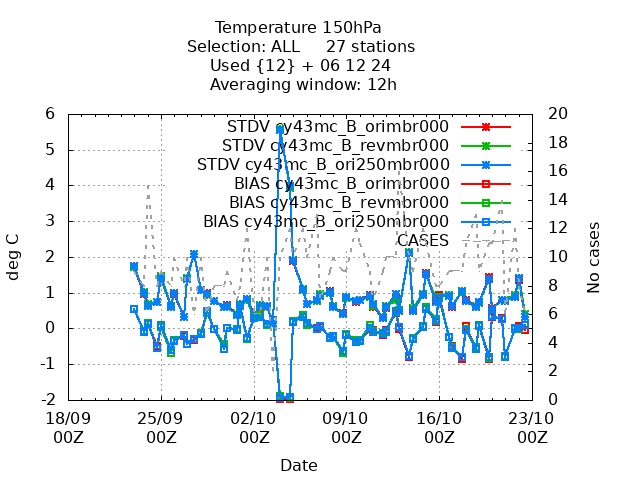 Temperature 150hPa
Selection: ALL 27 stations
Used {12} + 06 12 24
Averaging window: 12h
STDV cy43mc_B_orimbr000
STDV cy43mc_B_revmbr000
STDV cy43mc_B_ori250mbr000
BIAS cy43mc_B_orimbr000
BIAS cy43mc_B_revmbr000
BIAS cy43mc_B_ori250mbr000
CASES
deg C
6
5
4
3
2
1
0
-1
-2
No cases
20
18
16
14
12
10
8
6
4
2
0
18/09 25/09 02/10 09/10 16/10 23/10
00Z 00Z 00Z 00Z 00Z 00Z
Date